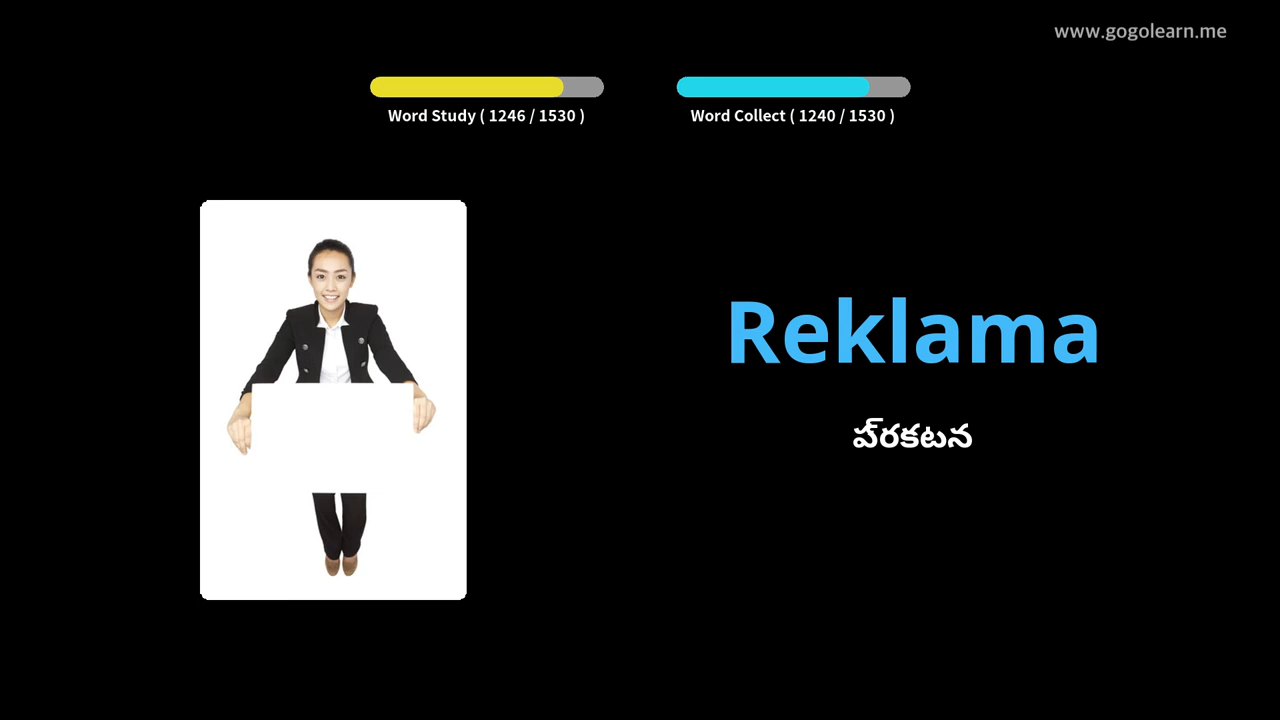 www.gogolearn.me
Word Study ( 1246 / 1530 )
Word Collect ( 1240 / 1530 )
Reklama
ప్రకటన